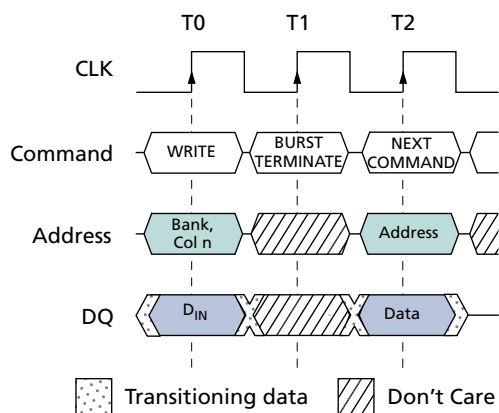 T0 T1 T2
CLK
Command WRITE BURST TERMINATE NEXT COMMAND
Address Bank, Col n Address
DQ DIN Data
Transitioning data Don't Care